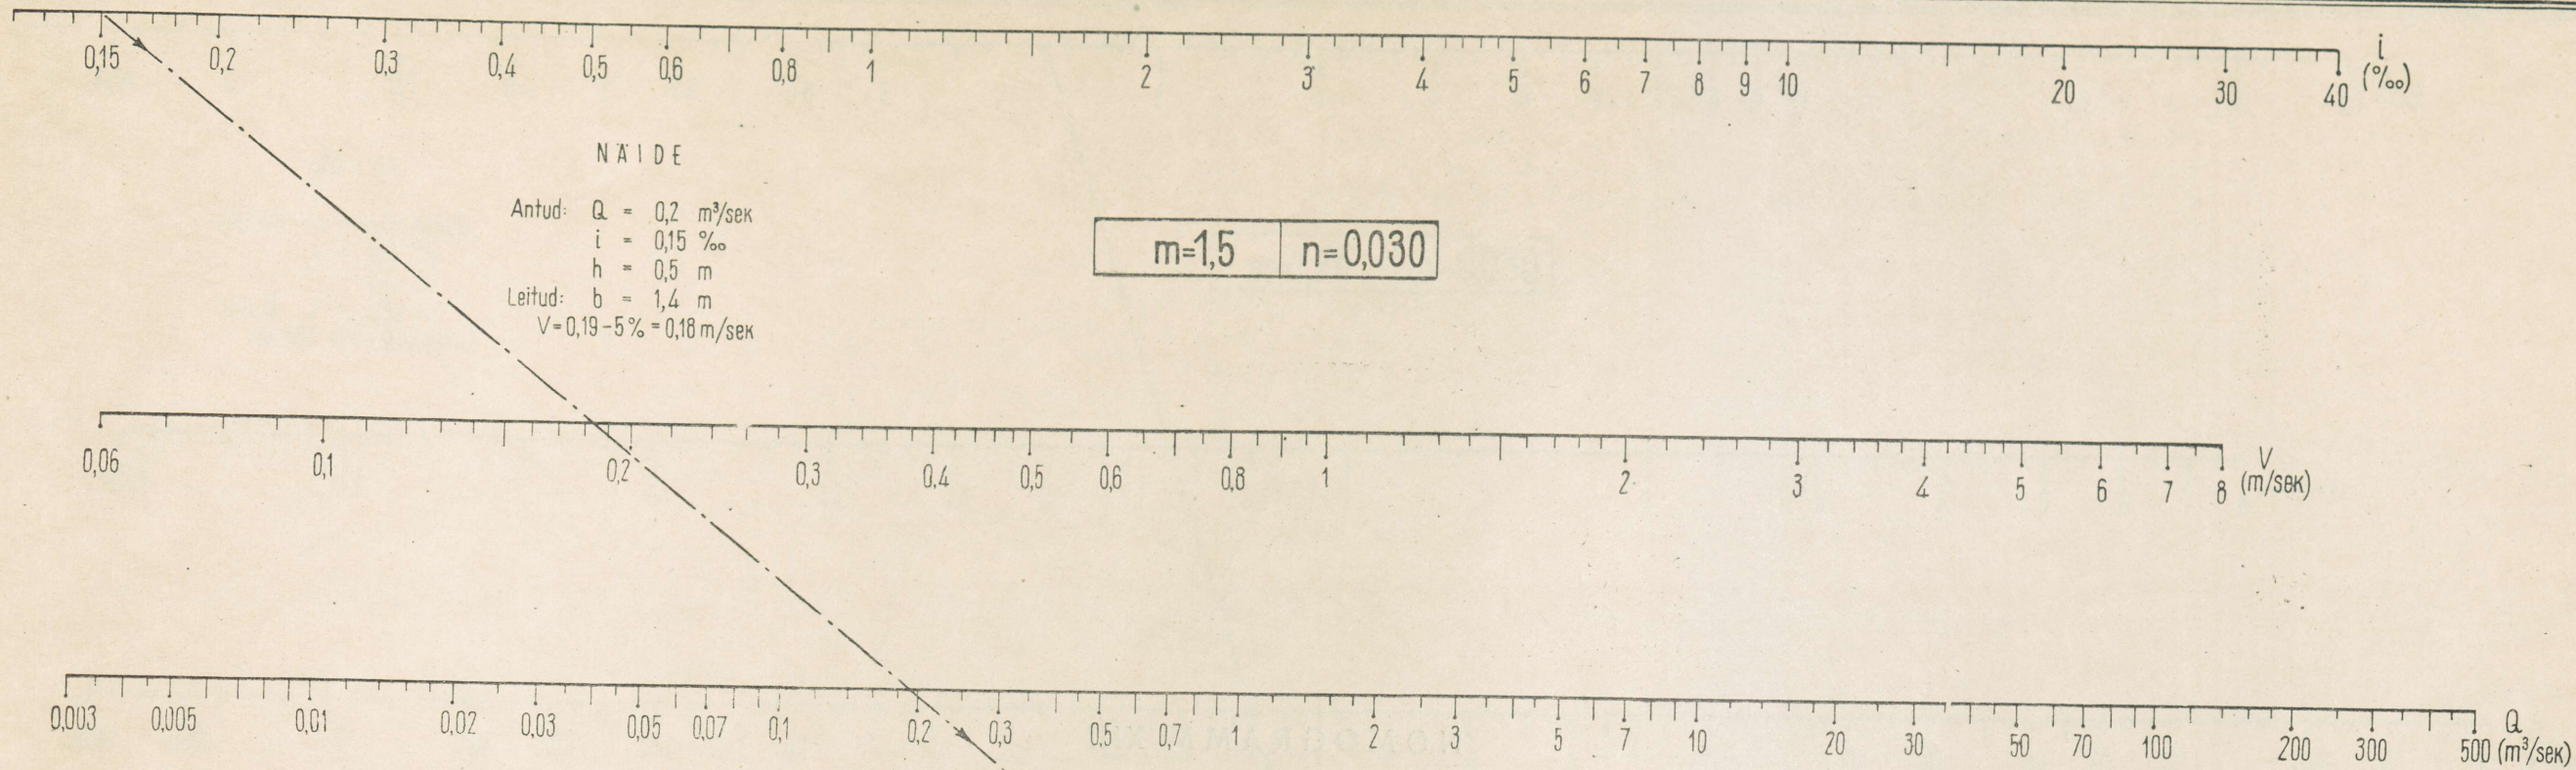 0,15 0,2 0,3 0,4 0,5 0,6 0,8 1 2 3 4 5 6 7 8 9 10 20 30 40 i (‰)
NÄIDE
Antud: Q = 0,2 m³/sek
i = 0,15 ‰
h = 0,5 m
Leitud: b = 1,4 m
V=0,19-5% = 0,18 m/sek
m=1,5 n=0,030
0,06 0,1 0,2 0,3 0,4 0,5 0,6 0,8 1 2 3 4 5 6 7 8 V (m/sek)
0,003 0,005 0,01 0,02 0,03 0,05 0,07 0,1 0,2 0,3 0,5 0,7 1 2 3 5 7 10 20 30 50 70 100 200 300 500 Q (m³/sek)